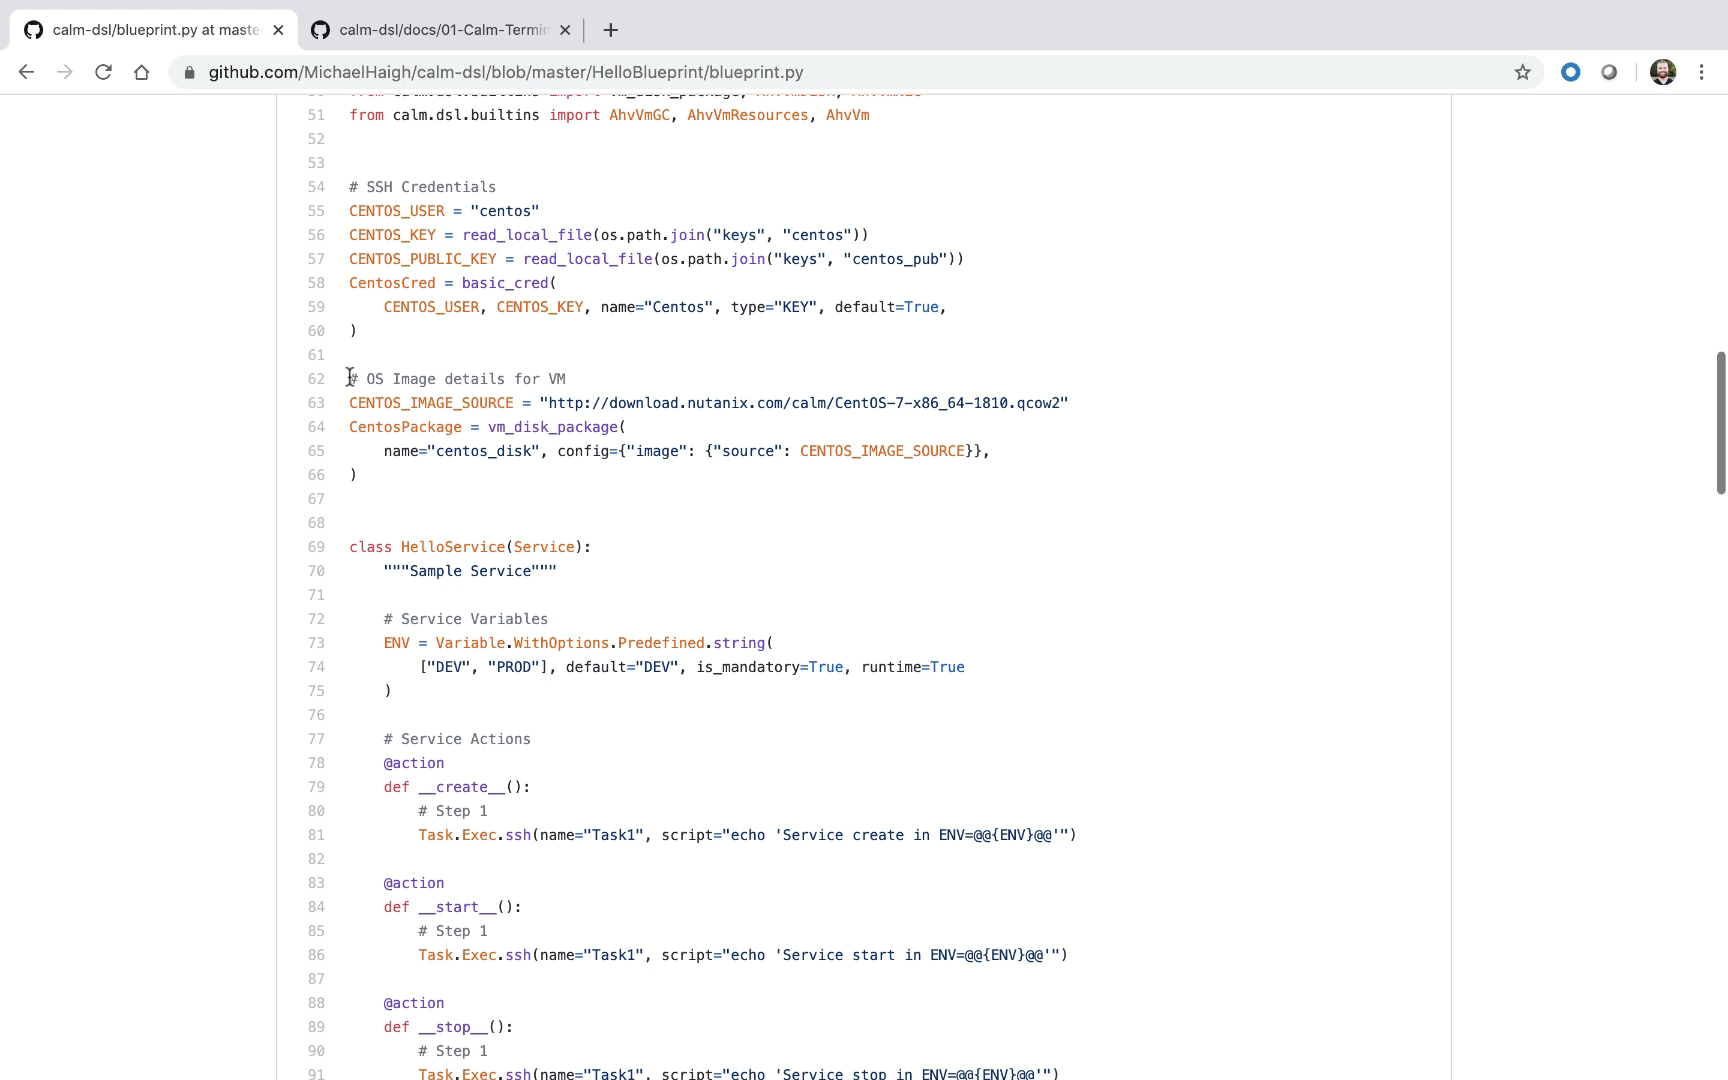 calm-dsl/blueprint.py at maste
calm-dsl/docs/01-Calm-Termin
github.com/MichaelHaigh/calm-dsl/blob/master/HelloBlueprint/blueprint.py
51 from calm.dsl.builtins import AhvVmGC, AhvVmResources, AhvVm
52
53
54 # SSH Credentials
55 CENTOS_USER = "centos"
56 CENTOS_KEY = read_local_file(os.path.join("keys", "centos"))
57 CENTOS_PUBLIC_KEY = read_local_file(os.path.join("keys", "centos_pub"))
58 CentosCred = basic_cred(
59     CENTOS_USER, CENTOS_KEY, name="Centos", type="KEY", default=True,
60 )
61
62 # OS Image details for VM
63 CENTOS_IMAGE_SOURCE = "http://download.nutanix.com/calm/CentOS-7-x86_64-1810.qcow2"
64 CentosPackage = vm_disk_package(
65     name="centos_disk", config={"image": {"source": CENTOS_IMAGE_SOURCE}},
66 )
67
68
69 class HelloService(Service):
70     """Sample Service"""
71
72     # Service Variables
73     ENV = Variable.WithOptions.Predefined.string(
74         ["DEV", "PROD"], default="DEV", is_mandatory=True, runtime=True
75     )
76
77     # Service Actions
78     @action
79     def __create__():
80         # Step 1
81         Task.Exec.ssh(name="Task1", script="echo 'Service create in ENV=@@{ENV}@@'")
82
83     @action
84     def __start__():
85         # Step 1
86         Task.Exec.ssh(name="Task1", script="echo 'Service start in ENV=@@{ENV}@@'")
87
88     @action
89     def __stop__():
90         # Step 1
91         Task.Exec.ssh(name="Task1", script="echo 'Service stop in ENV=@@{ENV}@@'")